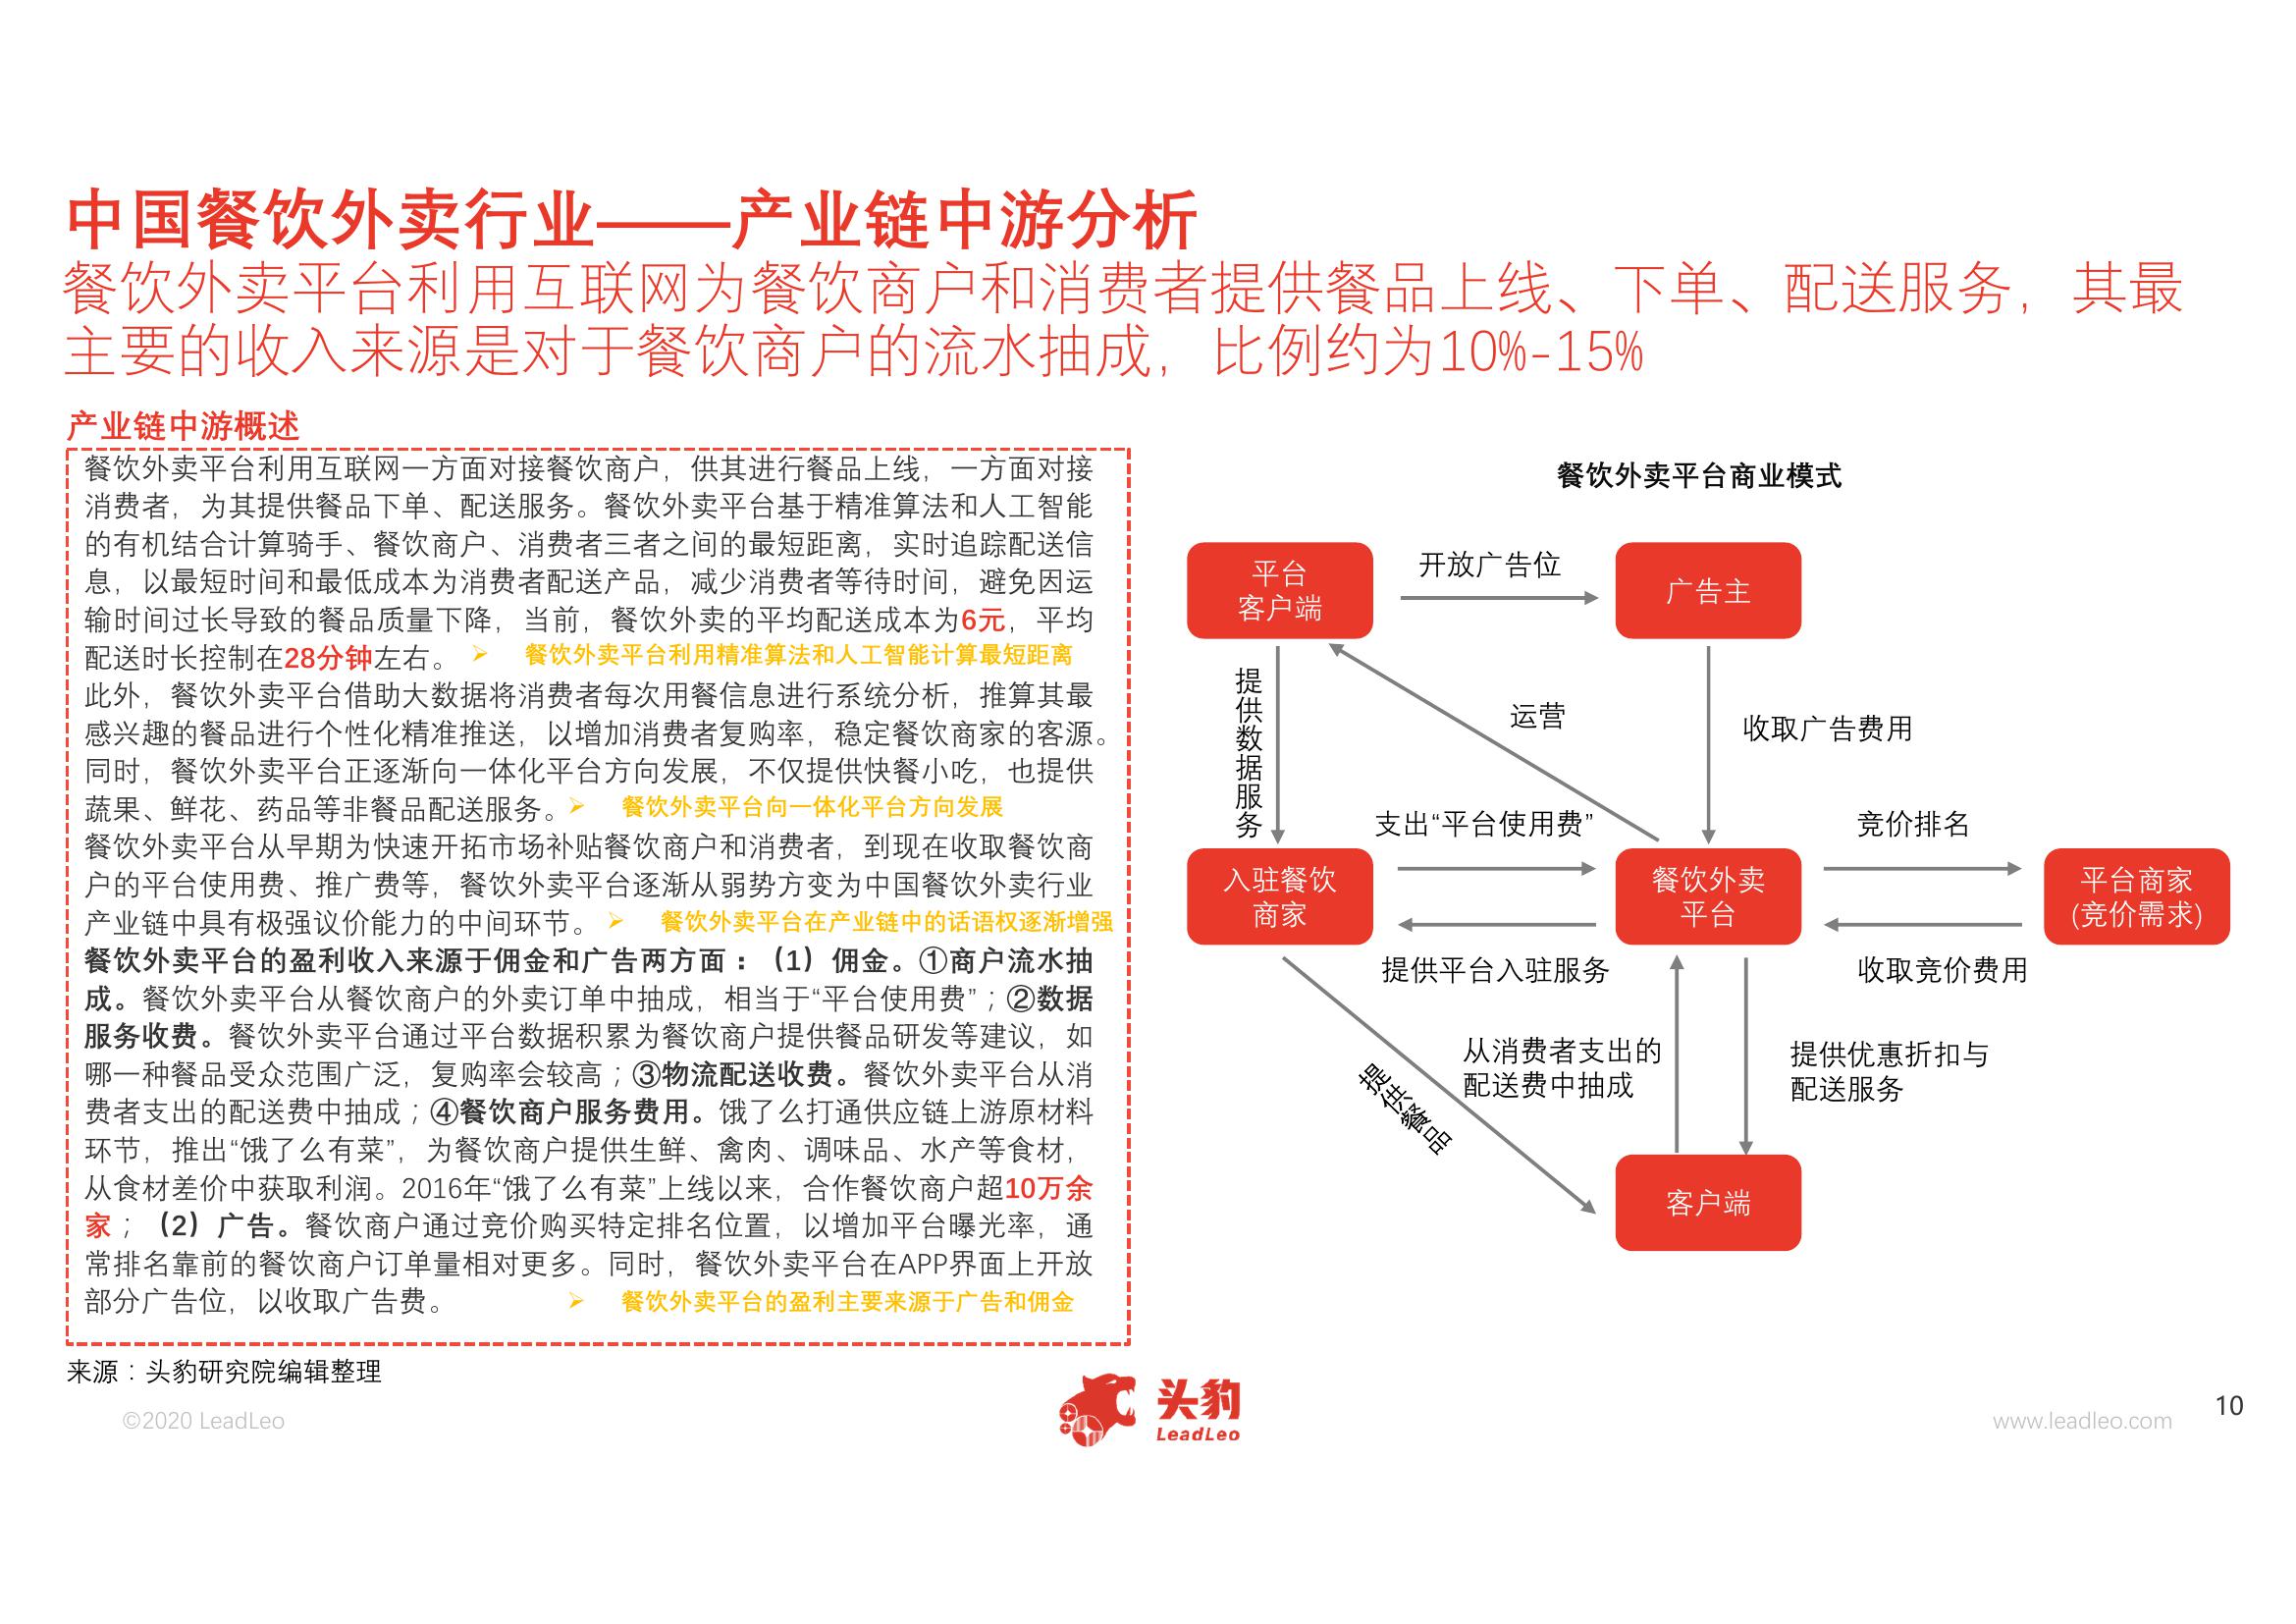 中国餐饮外卖行业——产业链中游分析
餐饮外卖平台利用互联网为餐饮商户和消费者提供餐品上线、下单、配送服务，其最
主要的收入来源是对于餐饮商户的流水抽成，比例约为10%-15%
产业链中游概述
餐饮外卖平台利用互联网一方面对接餐饮商户，供其进行餐品上线，一方面对接
消费者，为其提供餐品下单、配送服务。餐饮外卖平台基于精准算法和人工智能
的有机结合计算骑手、餐饮商户、消费者三者之间的最短距离，实时追踪配送信
息，以最短时间和最低成本为消费者配送产品，减少消费者等待时间，避免因运
输时间过长导致的餐品质量下降，当前，餐饮外卖的平均配送成本为6元，平均
配送时长控制在28分钟左右。 ➢ 餐饮外卖平台利用精准算法和人工智能计算最短距离
此外，餐饮外卖平台借助大数据将消费者每次用餐信息进行系统分析，推算其最
感兴趣的餐品进行个性化精准推送，以增加消费者复购率，稳定餐饮商家的客源。
同时，餐饮外卖平台正逐渐向一体化平台方向发展，不仅提供快餐小吃，也提供
蔬果、鲜花、药品等非餐品配送服务。 ➢ 餐饮外卖平台向一体化平台方向发展
餐饮外卖平台从早期为快速开拓市场补贴餐饮商户和消费者，到现在收取餐饮商
户的平台使用费、推广费等，餐饮外卖平台逐渐从弱势方变为中国餐饮外卖行业
产业链中具有极强议价能力的中间环节。 ➢ 餐饮外卖平台在产业链中的话语权逐渐增强
餐饮外卖平台的盈利收入来源于佣金和广告两方面：（1）佣金。①商户流水抽
成。餐饮外卖平台从餐饮商户的外卖订单中抽成，相当于“平台使用费”；②数据
服务收费。餐饮外卖平台通过平台数据积累为餐饮商户提供餐品研发等建议，如
哪一种餐品受众范围广泛，复购率会较高；③物流配送收费。餐饮外卖平台从消
费者支出的配送费中抽成；④餐饮商户服务费用。饿了么打通供应链上游原材料
环节，推出“饿了么有菜”，为餐饮商户提供生鲜、禽肉、调味品、水产等食材，
从食材差价中获取利润。2016年“饿了么有菜”上线以来，合作餐饮商户超10万余
家；（2）广告。餐饮商户通过竞价购买特定排名位置，以增加平台曝光率，通
常排名靠前的餐饮商户订单量相对更多。同时，餐饮外卖平台在APP界面上开放
部分广告位，以收取广告费。 ➢ 餐饮外卖平台的盈利主要来源于广告和佣金
餐饮外卖平台商业模式
平台
客户端
开放广告位
广告主
提供数据服务
运营
收取广告费用
支出“平台使用费”
竞价排名
入驻餐饮
商家
餐饮外卖
平台
平台商家
(竞价需求)
提供平台入驻服务
收取竞价费用
提供餐品
从消费者支出的
配送费中抽成
提供优惠折扣与
配送服务
客户端
来源：头豹研究院编辑整理
©2020 LeadLeo
头豹
LeadLeo
www.leadleo.com
10